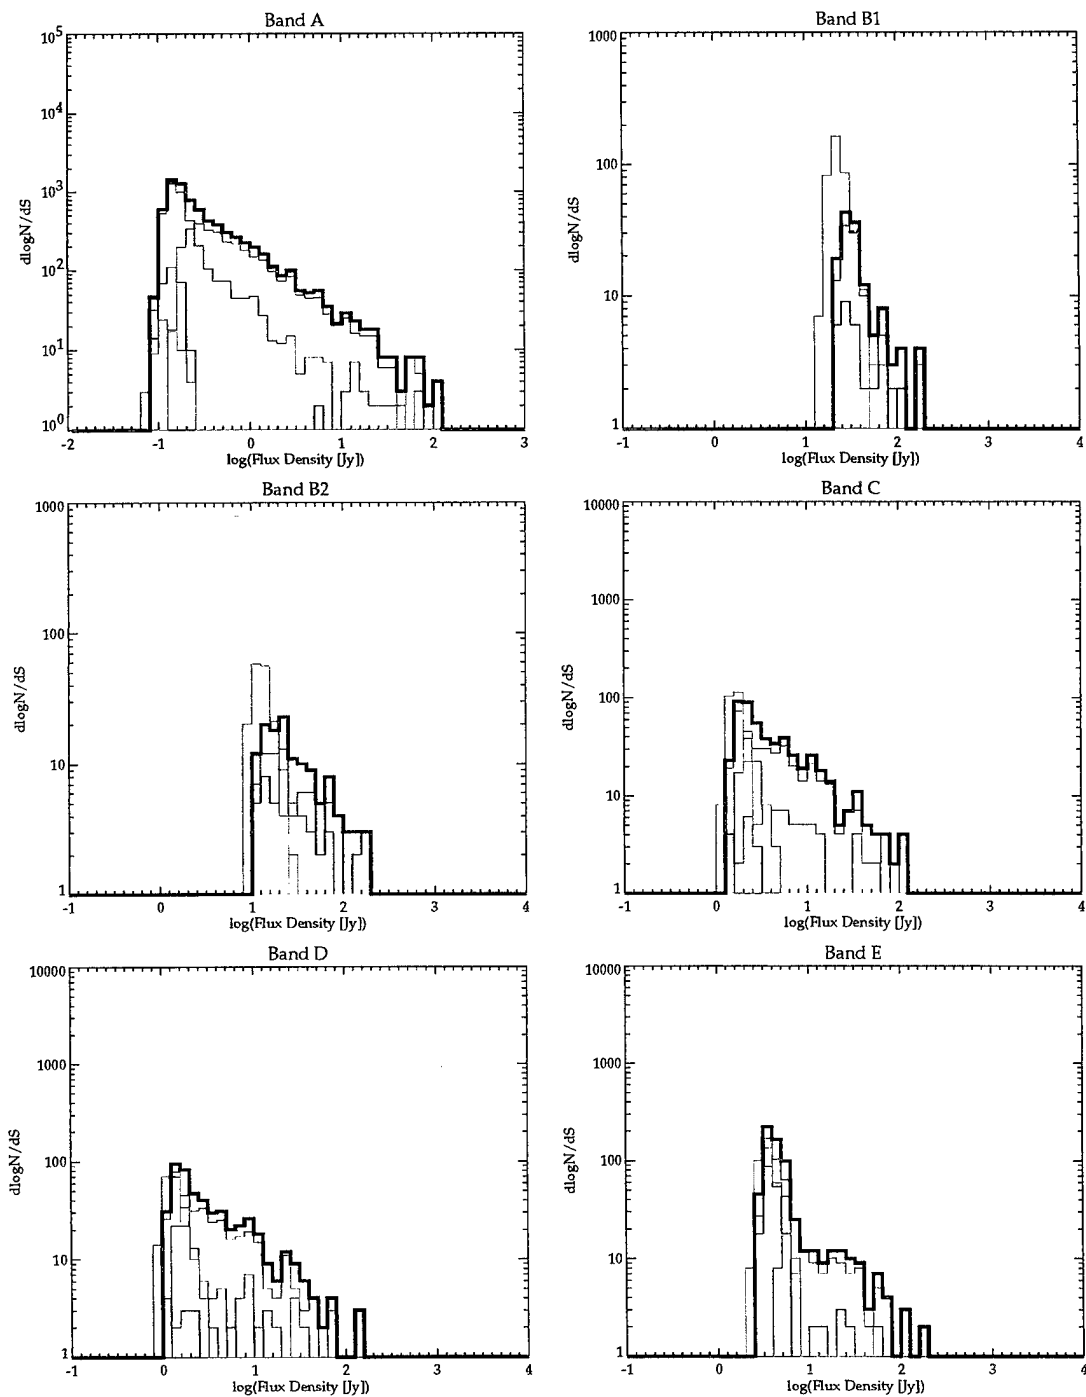 Band A
10^5
10^4
10^3
10^2
10^1
10^0
dlogN/dS
-2 -1 0 1 2 3
log(Flux Density [Jy])
Band B1
1000
100
10
1
dlogN/dS
-1 0 1 2 3 4
log(Flux Density [Jy])
Band B2
1000
100
10
1
dlogN/dS
-1 0 1 2 3 4
log(Flux Density [Jy])
Band C
10000
1000
100
10
1
dlogN/dS
-1 0 1 2 3 4
log(Flux Density [Jy])
Band D
10000
1000
100
10
1
dlogN/dS
-1 0 1 2 3 4
log(Flux Density [Jy])
Band E
10000
1000
100
10
1
dlogN/dS
-1 0 1 2 3 4
log(Flux Density [Jy])